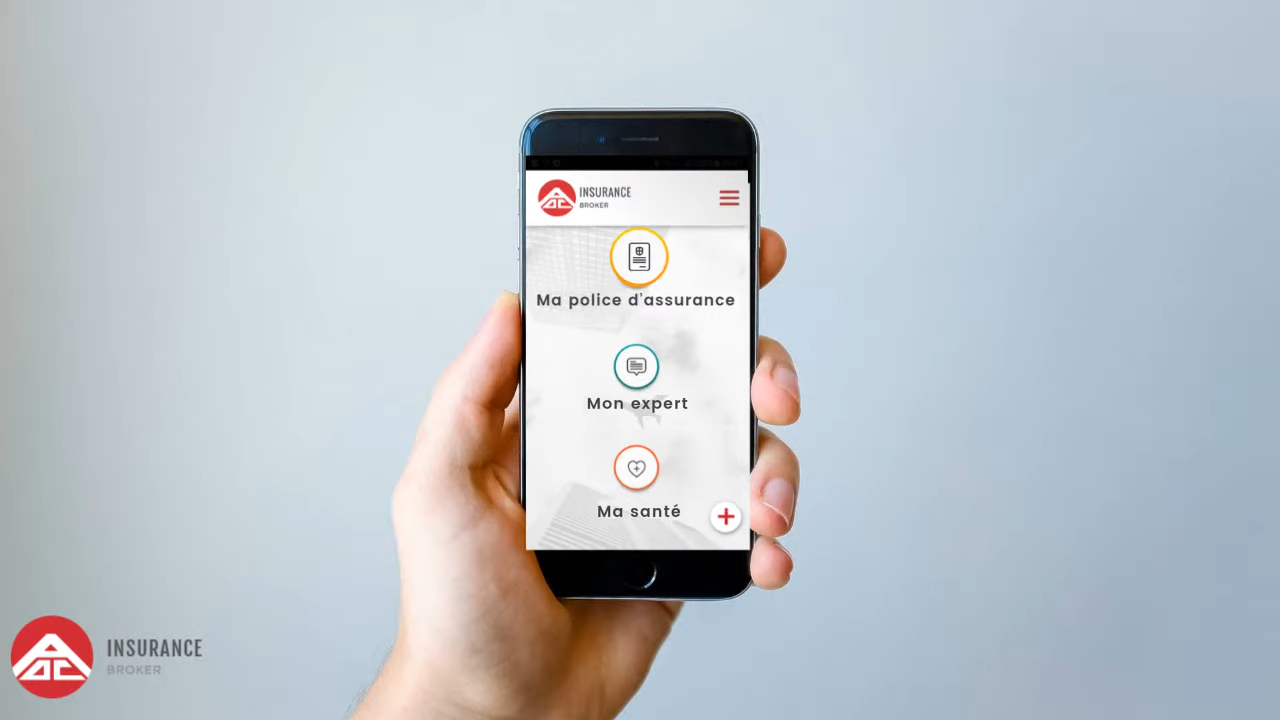 INSURANCE
BROKER
Ma police d'assurance
Mon expert
Ma santé
INSURANCE
BROKER